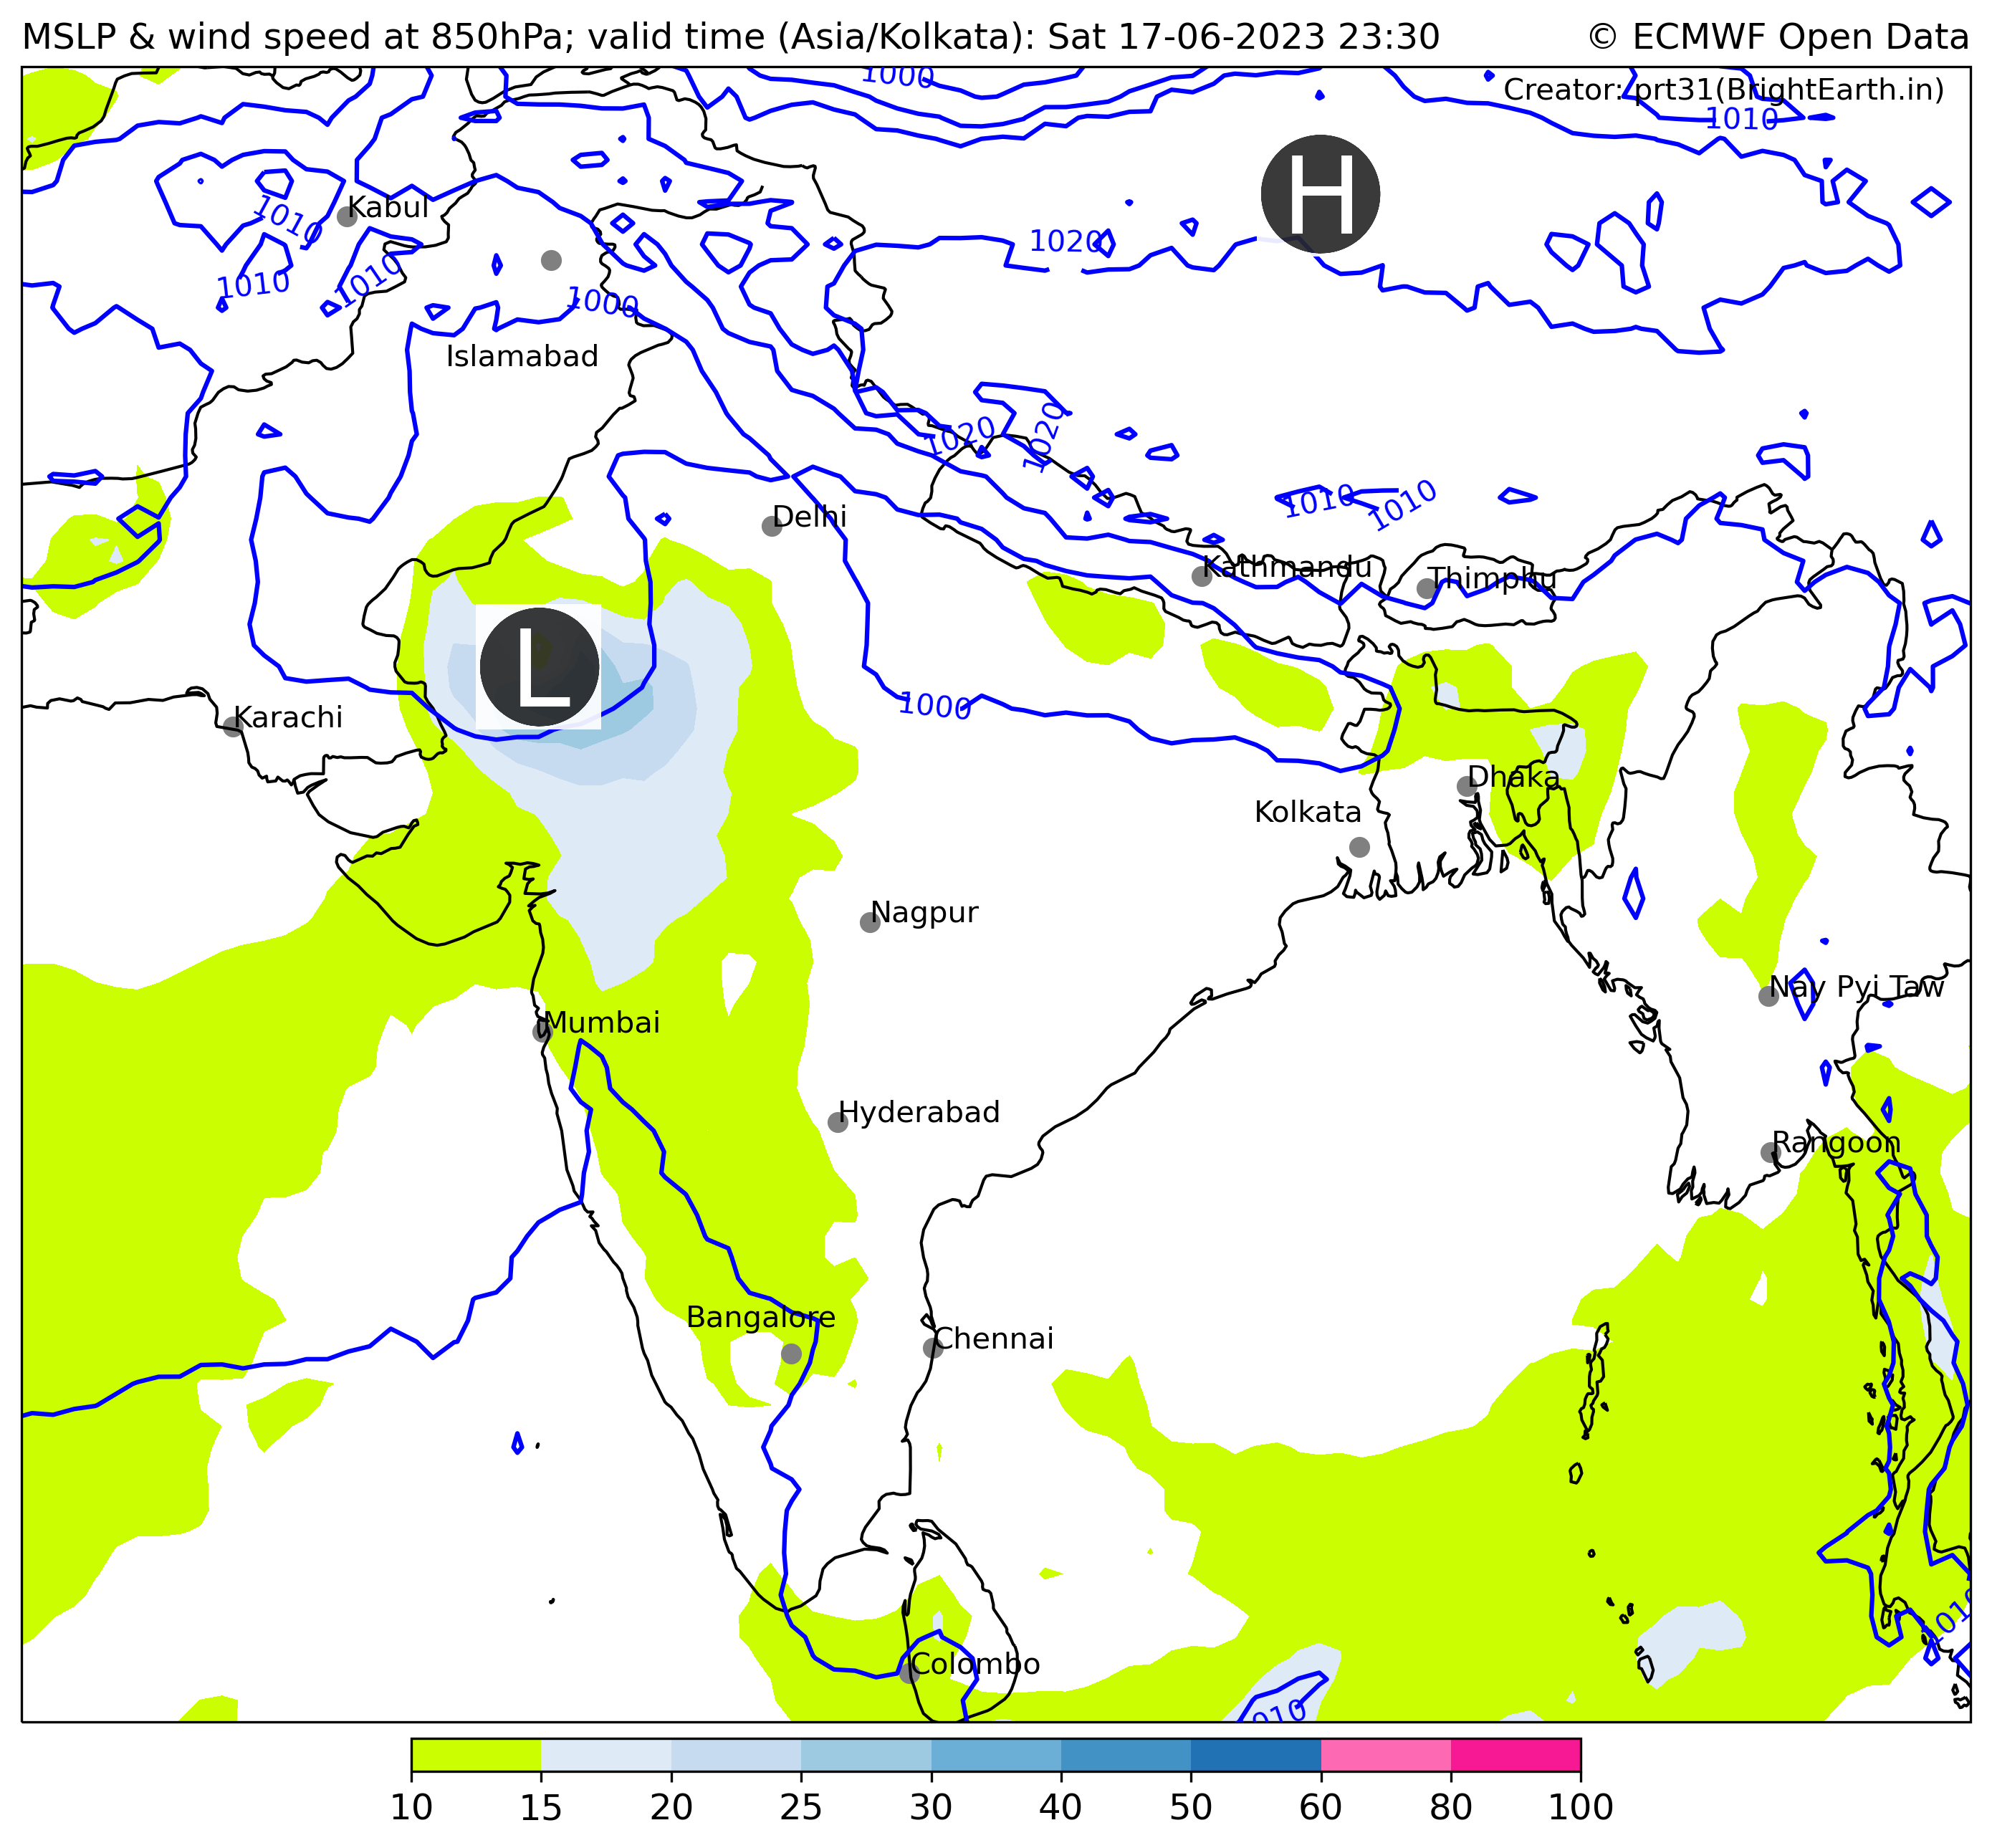 MSLP & wind speed at 850hPa; valid time (Asia/Kolkata): Sat 17-06-2023 23:30
© ECMWF Open Data
1000
Creator: prt31(BrightEarth.in)
1010
H
Kabul
1010
1020
1010
1010
1000
Islamabad
1020
1020
1010
1010
Delhi
Kathmandu
Thimphu
L
1000
Karachi
Dhaka
Kolkata
Nagpur
Nay Pyi Taw
Mumbai
Hyderabad
Rangoon
Bangalore
Chennai
1010
Colombo
1010
10 15 20 25 30 40 50 60 80 100